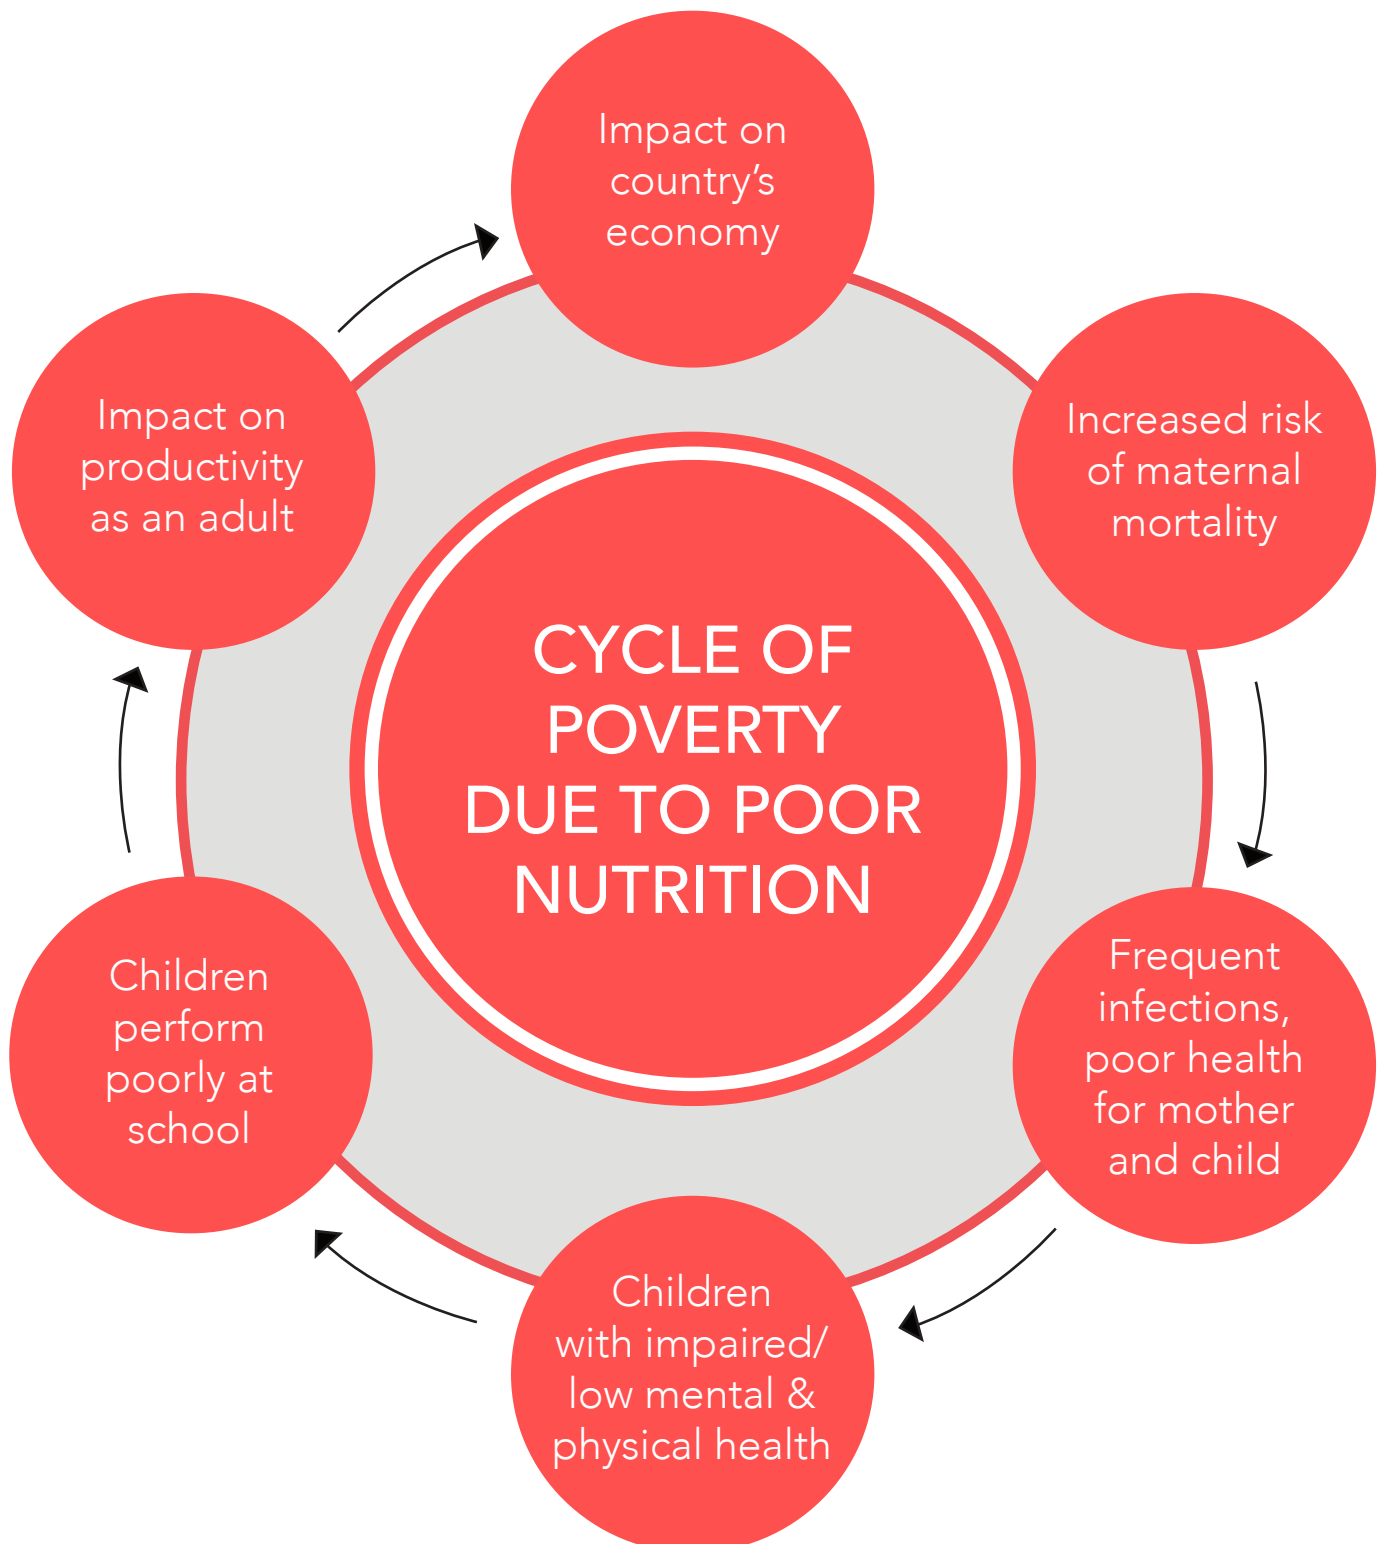 Impact on
country’s
economy
Increased risk
of maternal
mortality
Frequent
infections,
poor health
for mother
and child
Children
with impaired/
low mental &
physical health
Children
perform
poorly at
school
Impact on
productivity
as an adult
CYCLE OF
POVERTY
DUE TO POOR
NUTRITION